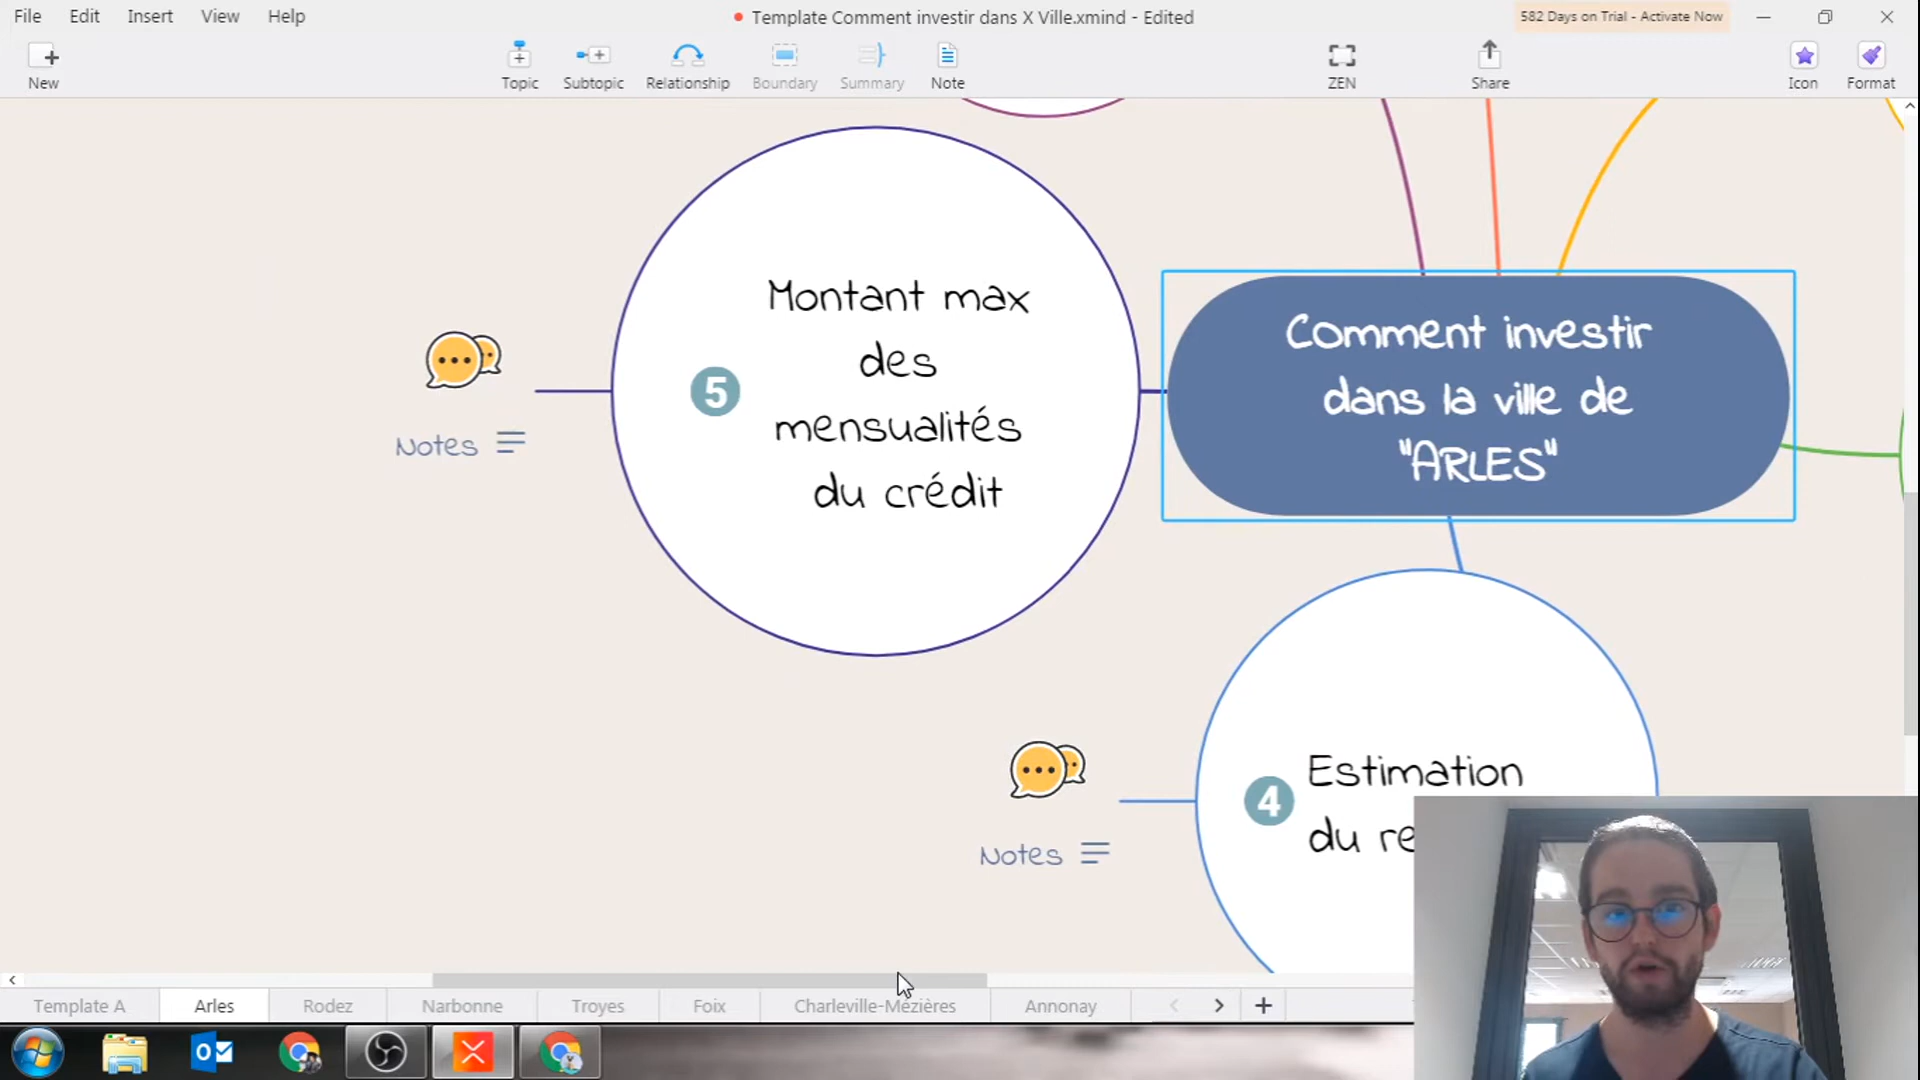 File Edit Insert View Help
Template Comment investir dans X Ville.xmind - Edited
582 Days on Trial - Activate Now
New
Topic
Subtopic
Relationship
Boundary
Summary
Note
ZEN
Share
Icon
Format
5
Montant max
des
mensualités
du crédit
Notes
Comment investir
dans la ville de
"ARLES"
4
Estimation
du re
Notes
Template A
Arles
Rodez
Narbonne
Troyes
Foix
Charleville-Mézières
Annonay